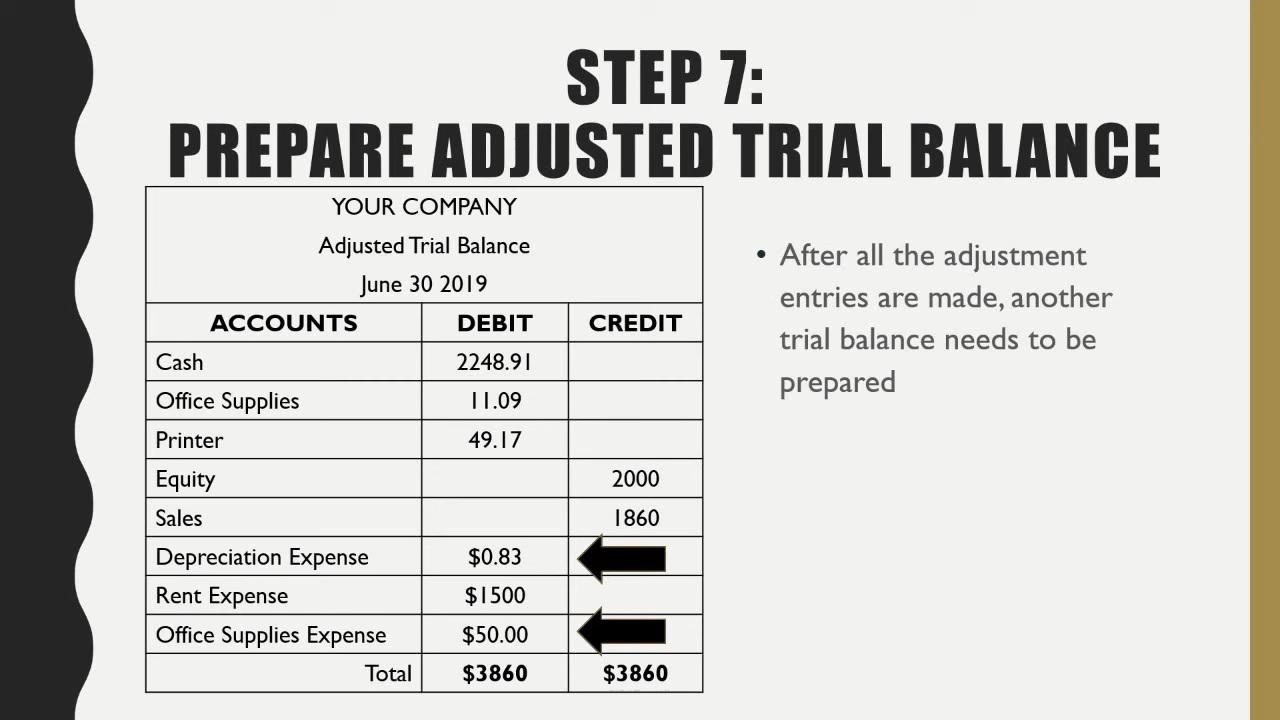 STEP 7:
PREPARE ADJUSTED TRIAL BALANCE
YOUR COMPANY
Adjusted Trial Balance
June 30 2019
ACCOUNTS DEBIT CREDIT
Cash 2248.91
Office Supplies 11.09
Printer 49.17
Equity 2000
Sales 1860
Depreciation Expense $0.83
Rent Expense $1500
Office Supplies Expense $50.00
Total $3860 $3860
• After all the adjustment
entries are made, another
trial balance needs to be
prepared